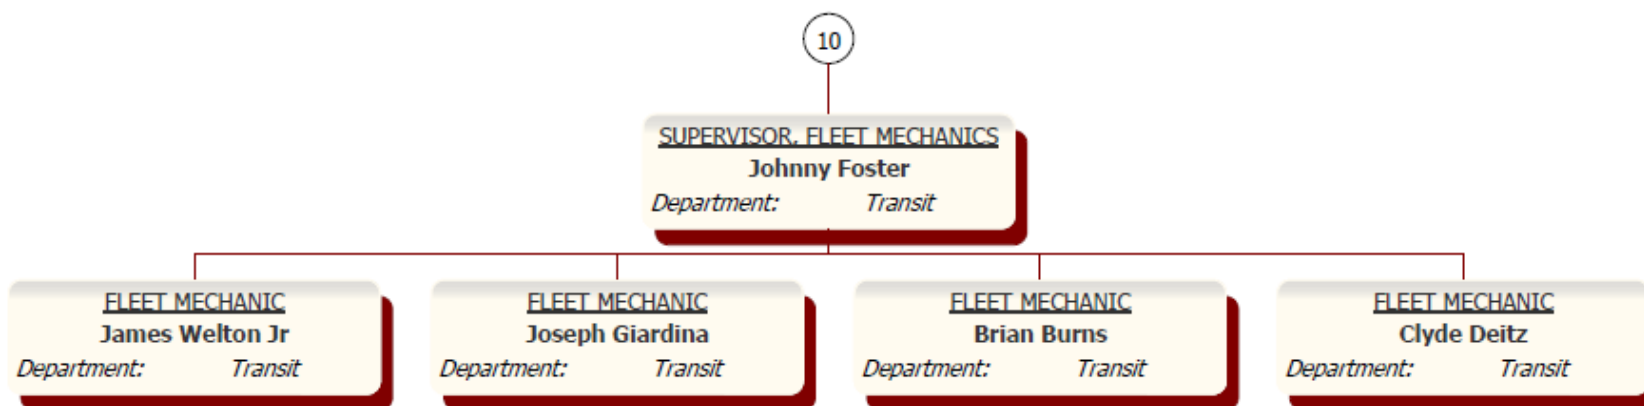 10
SUPERVISOR, FLEET MECHANICS
Johnny Foster
Department: Transit
FLEET MECHANIC
James Welton Jr
Department: Transit
FLEET MECHANIC
Joseph Giardina
Department: Transit
FLEET MECHANIC
Brian Burns
Department: Transit
FLEET MECHANIC
Clyde Deitz
Department: Transit